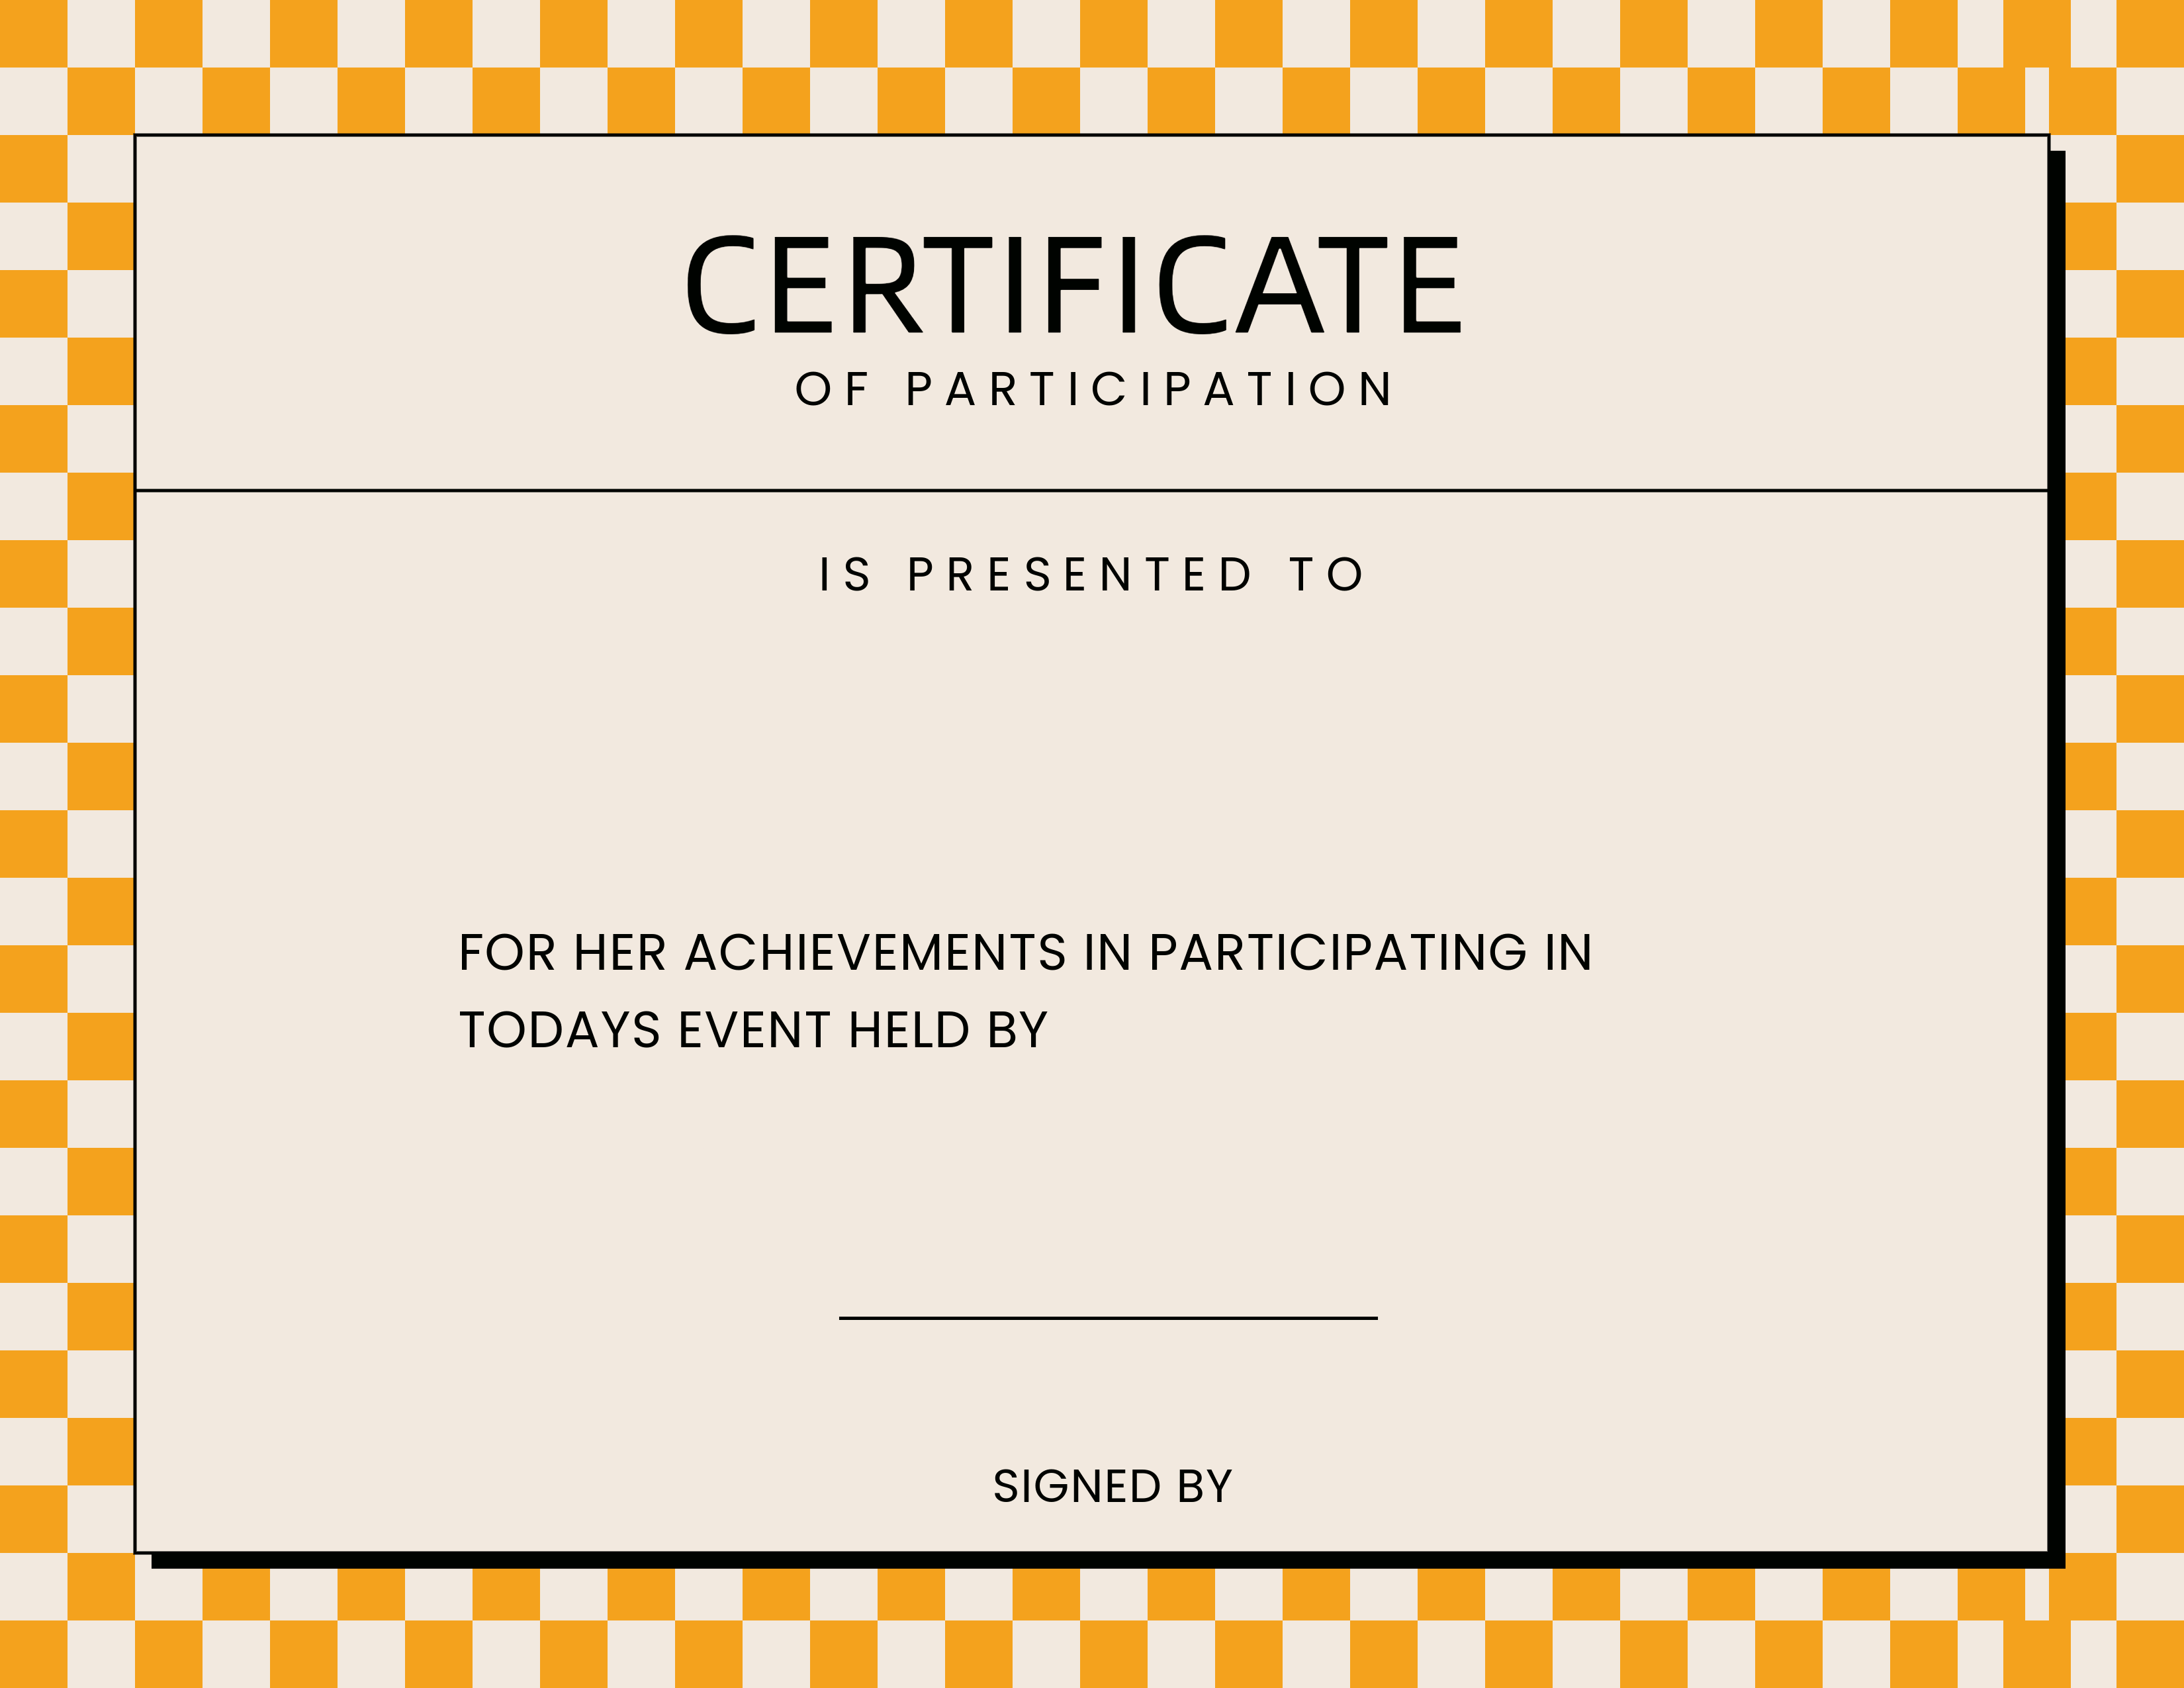 CERTIFICATE
OF PARTICIPATION
IS PRESENTED TO
FOR HER ACHIEVEMENTS IN PARTICIPATING IN
TODAYS EVENT HELD BY
SIGNED BY